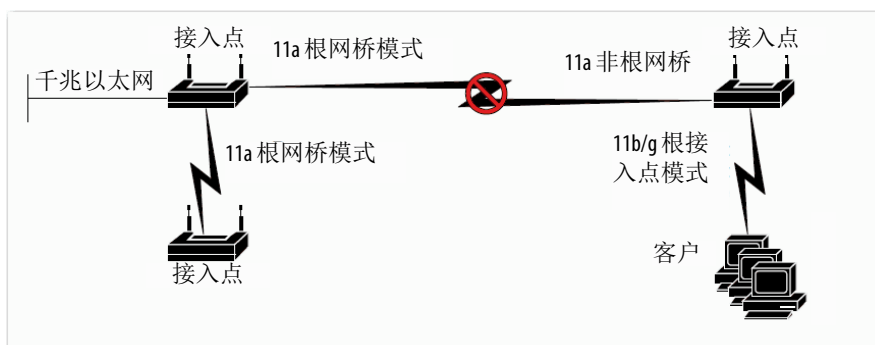 接入点
11a 根网桥模式
接入点
11a 非根网桥
千兆以太网
11a 根网桥模式
11b/g 根接
入点模式
接入点
客户